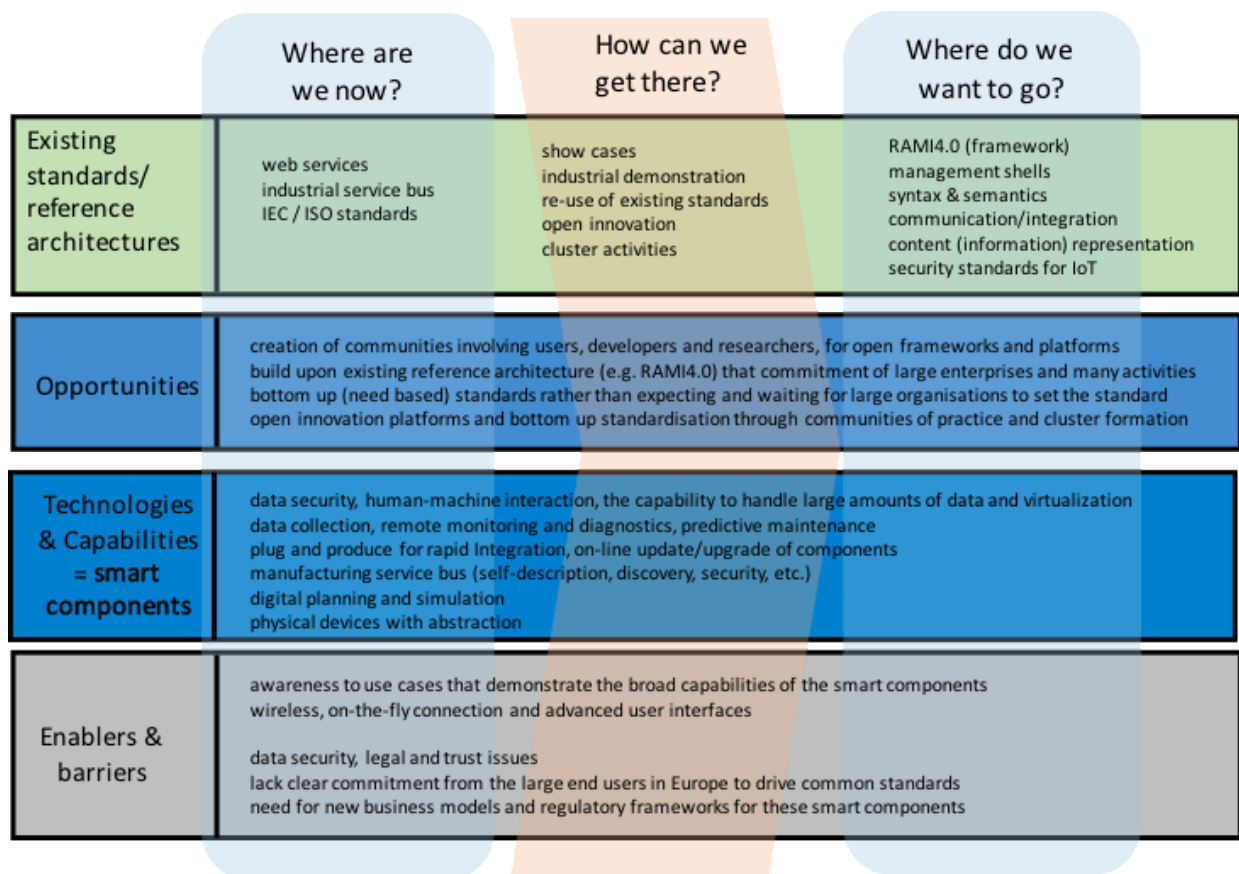 Where are
we now?
How can we
get there?
Where do we
want to go?
Existing
standards/
reference
architectures
web services
industrial service bus
IEC / ISO standards
show cases
industrial demonstration
re-use of existing standards
open innovation
cluster activities
RAMI4.0 (framework)
management shells
syntax & semantics
communication/integration
content (information) representation
security standards for IoT
Opportunities
creation of communities involving users, developers and researchers, for open frameworks and platforms
build upon existing reference architecture (e.g. RAMI4.0) that commitment of large enterprises and many activities
bottom up (need based) standards rather than expecting and waiting for large organisations to set the standard
open innovation platforms and bottom up standardisation through communities of practice and cluster formation
Technologies
& Capabilities
= smart
components
data security, human-machine interaction, the capability to handle large amounts of data and virtualization
data collection, remote monitoring and diagnostics, predictive maintenance
plug and produce for rapid Integration, on-line update/upgrade of components
manufacturing service bus (self-description, discovery, security, etc.)
digital planning and simulation
physical devices with abstraction
Enablers &
barriers
awareness to use cases that demonstrate the broad capabilities of the smart components
wireless, on-the-fly connection and advanced user interfaces
data security, legal and trust issues
lack clear commitment from the large end users in Europe to drive common standards
need for new business models and regulatory frameworks for these smart components